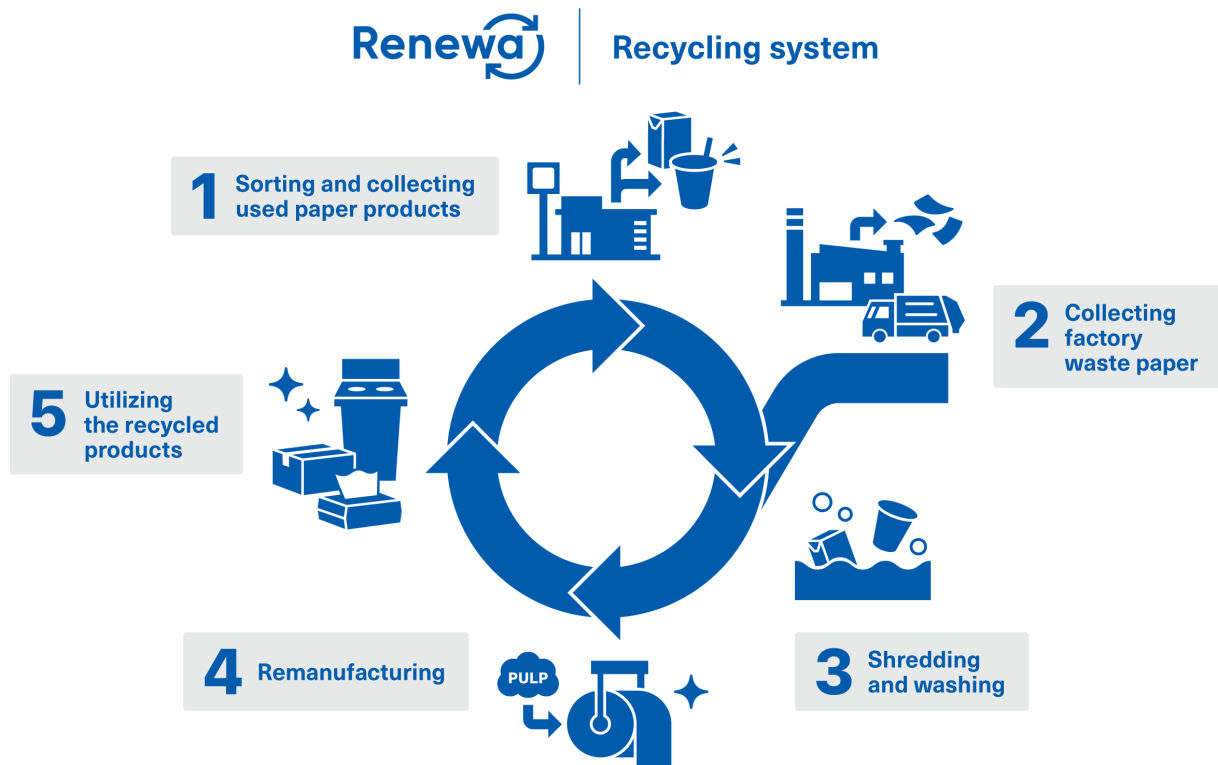 Renewa
Recycling system
1
Sorting and collecting
used paper products
2
Collecting
factory
waste paper
3
Shredding
and washing
4
Remanufacturing
PULP
5
Utilizing
the recycled
products